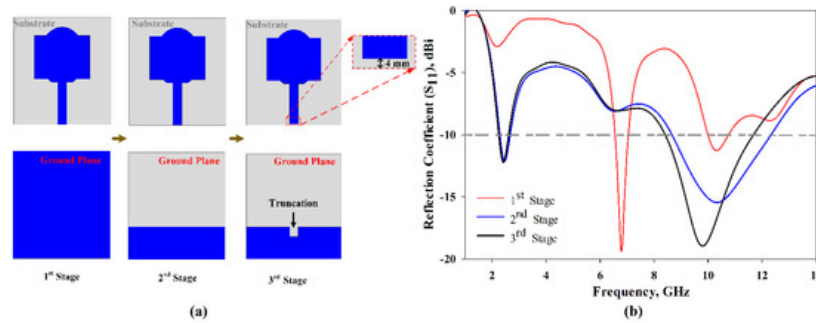 (a)
Substrate
Substrate
Substrate
4 mm
Ground Plane
Ground Plane
Ground Plane
Truncation
1st Stage
2nd Stage
3rd Stage
(a)
(b)
0
-5
-10
-15
-20
Reflection Coefficient (S11), dBi
1st Stage
2nd Stage
3rd Stage
2
4
6
8
10
12
14
Frequency, GHz
(b)